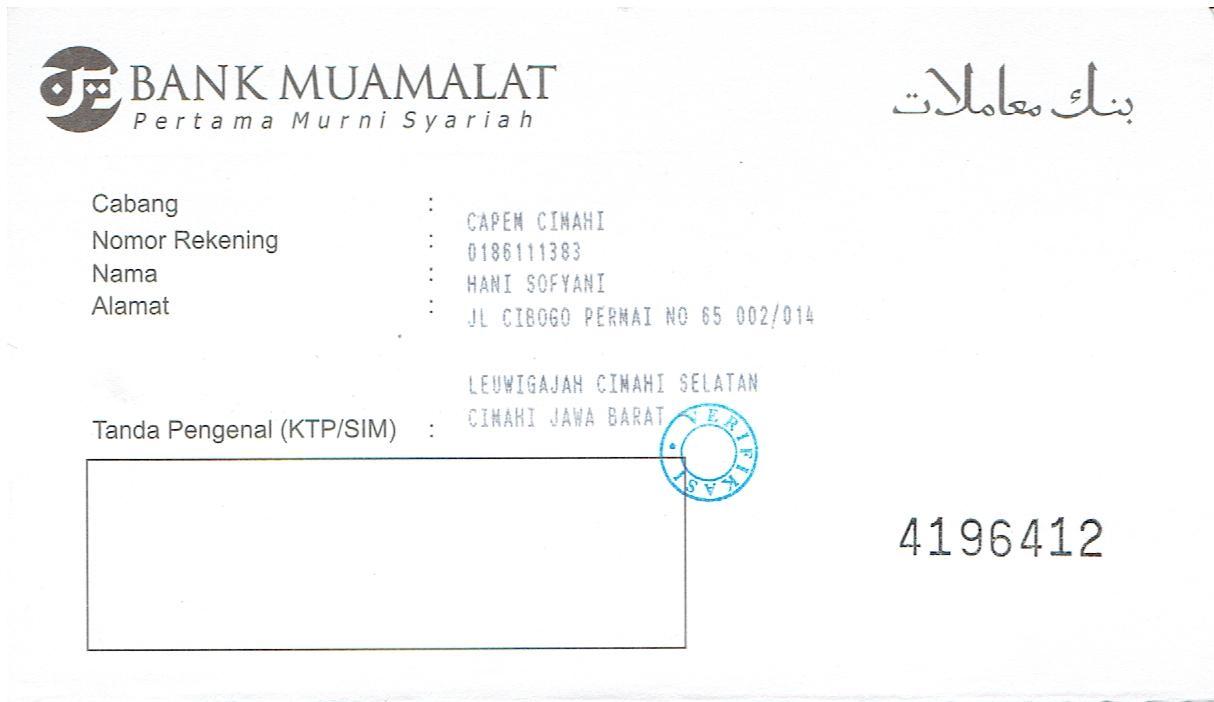 BANK MUAMALAT
Pertama Murni Syariah
بنك معاملات
Cabang : CAPEM CIMAHI
Nomor Rekening : 0186111383
Nama : HANI SOFYANI
Alamat : JL CIBOGO PERMAI NO 65 002/014
LEUWIGAJAH CIMAHI SELATAN
CIMAHI JAWA BARAT
Tanda Pengenal (KTP/SIM) :
VERIFIKASI
4196412